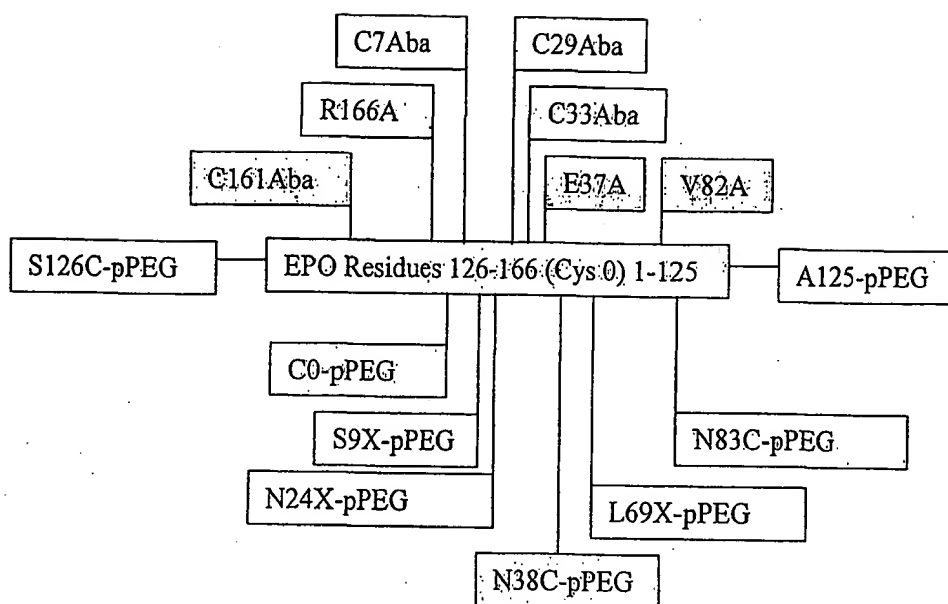 C7Aba
C29Aba
R166A
C33Aba
C161Aba
E37A
V82A
S126C-pPEG
EPO Residues 126-166 (Cys 0) 1-125
A125-pPEG
C0-pPEG
S9X-pPEG
N83C-pPEG
N24X-pPEG
L69X-pPEG
N38C-pPEG